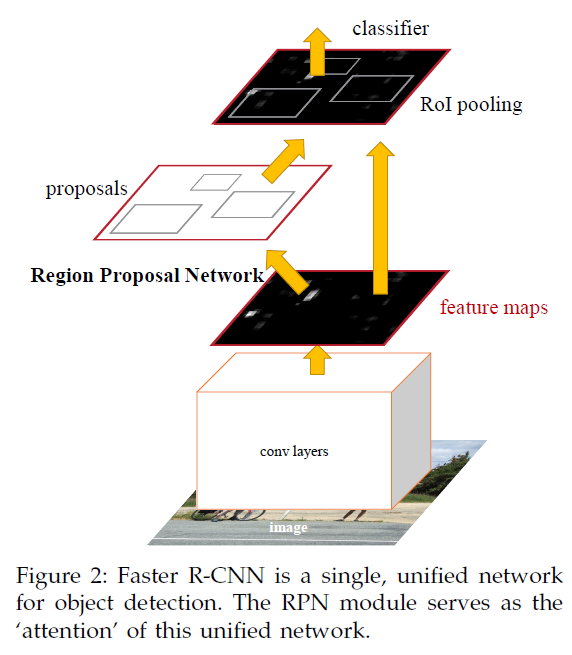 classifier
RoI pooling
proposals
Region Proposal Network
feature maps
conv layers
image
Figure 2: Faster R-CNN is a single, unified network
for object detection. The RPN module serves as the
‘attention’ of this unified network.